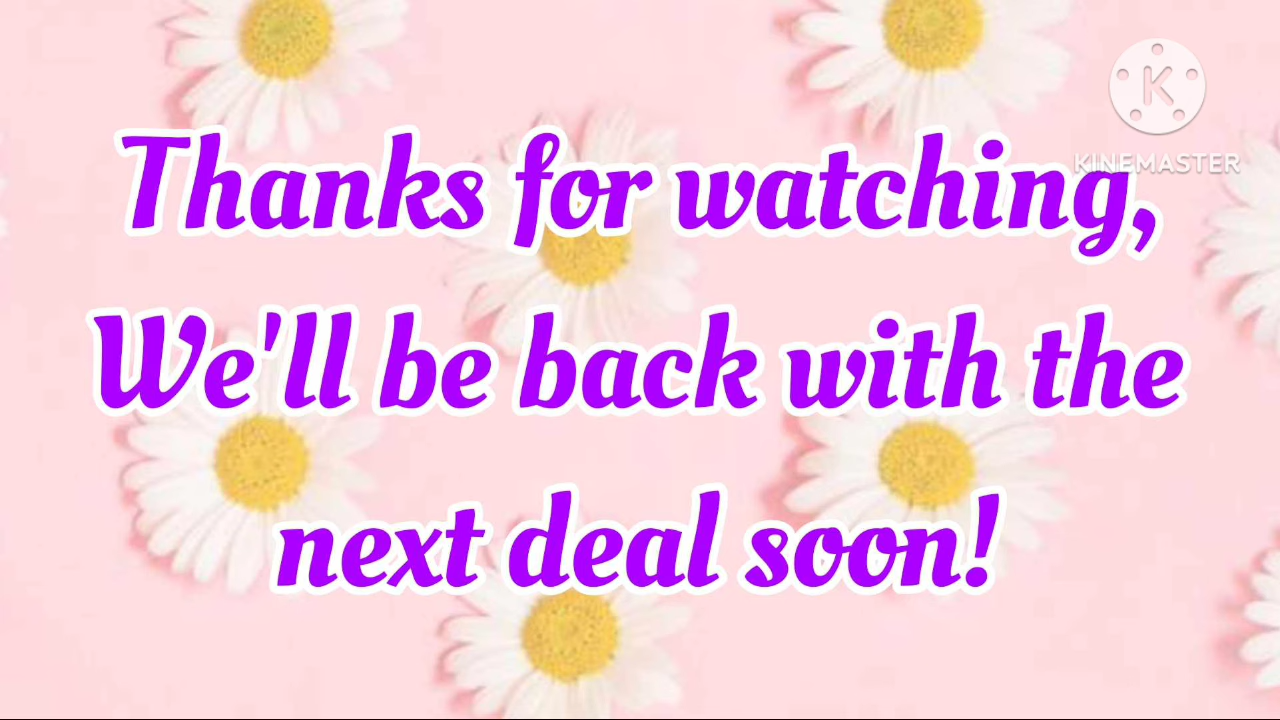 K
KINEMASTER
Thanks for watching,
We'll be back with the
next deal soon!